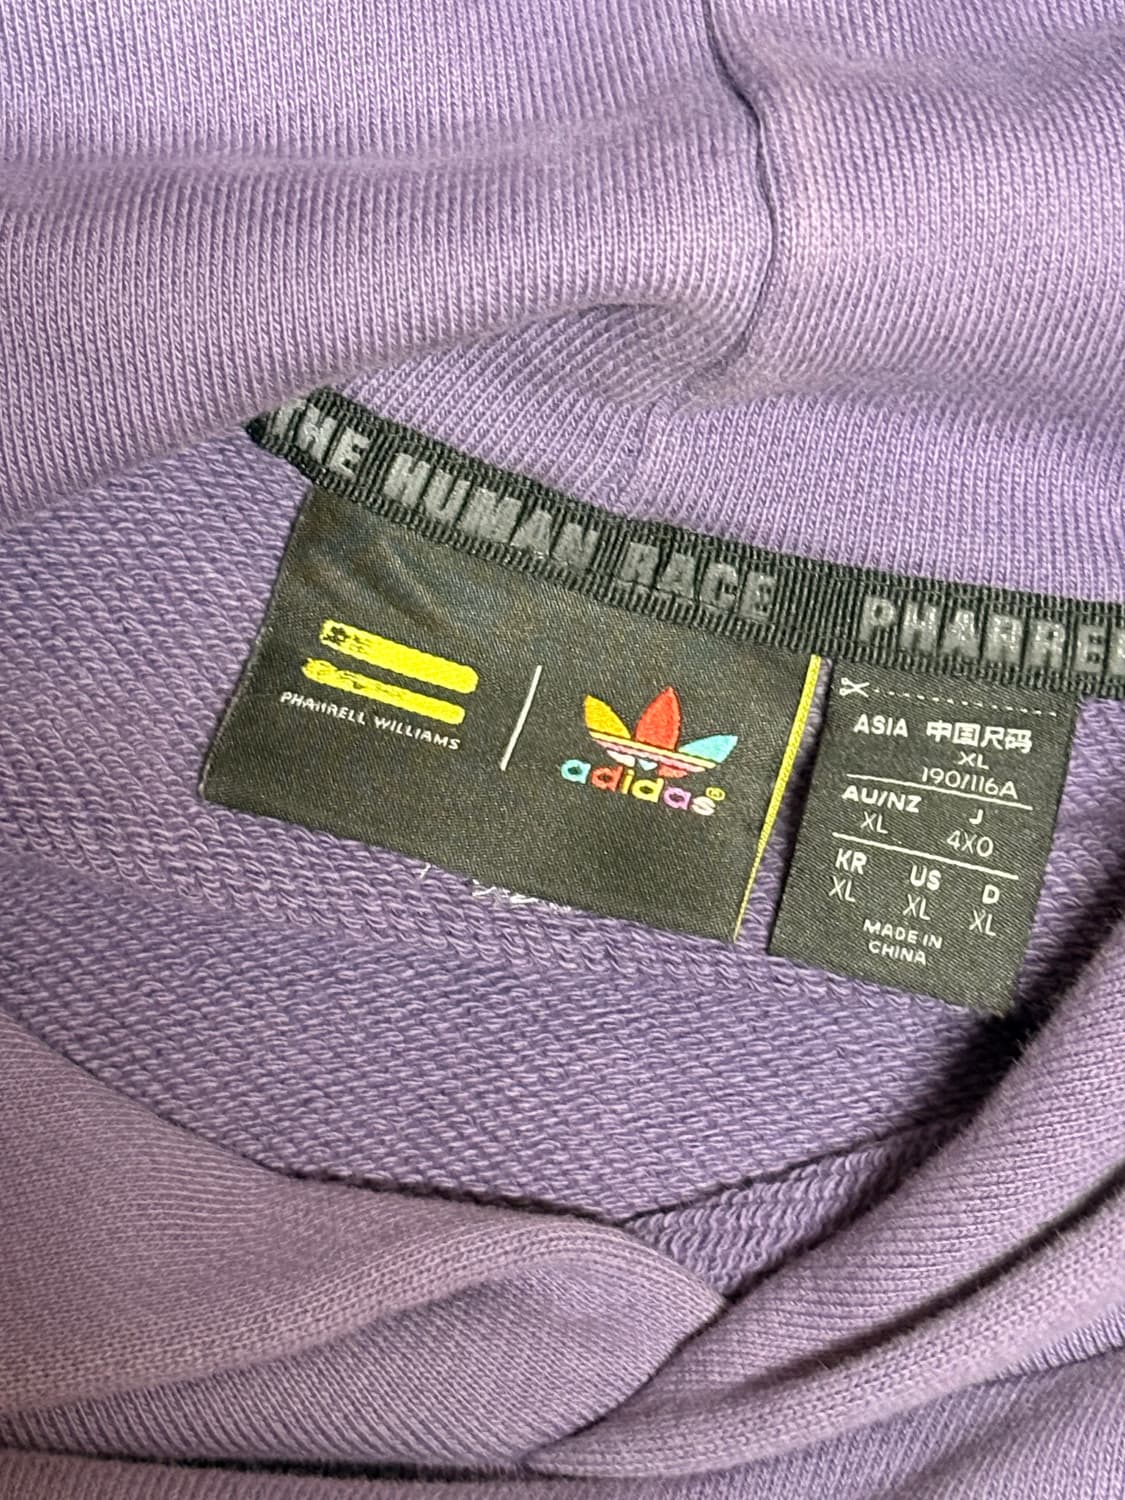 THE HUMAN RACE PHARRE
PHARRELL WILLIAMS
adidas®
ASIA 中国尺码
XL
190/116A
AU/NZ J
XL 4XO
KR US D
XL XL XL
MADE IN
CHINA